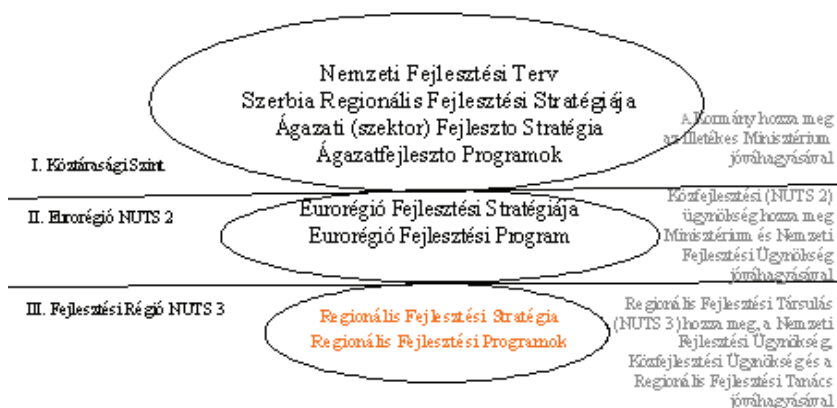 Nemzeti Fejlesztési Terv
Szerbia Regionális Fejlesztési Stratégiája
Ágazati (szektor) Fejleszto Stratégia
Ágazatfejleszto Programok
I. Köztárasági Szint.
A Kormány hozza meg
az Illetékes Minisztérium
jóváhagyásával
II. Eurorégió NUTS 2
Eurorégió Fejlesztési Stratégiája
Eurorégió Fejlesztési Program
Közfejlesztési (NUTS 2)
ügynökség hozza meg
Minisztérium és Nemzeti
Fejlesztési Ügynökség
jóváhagyásával
III. Fejlesztési Régió NUTS 3
Regionális Fejlesztési Stratégia
Regionális Fejlesztési Programok
Regionális Fejlesztési Társulás
(NUTS 3) hozza meg, a Nemzeti
Fejlesztési Ügynökség,
Közfejlesztési Ügynökség és a
Regionális Fejlesztési Tanács
jóváhagyásával